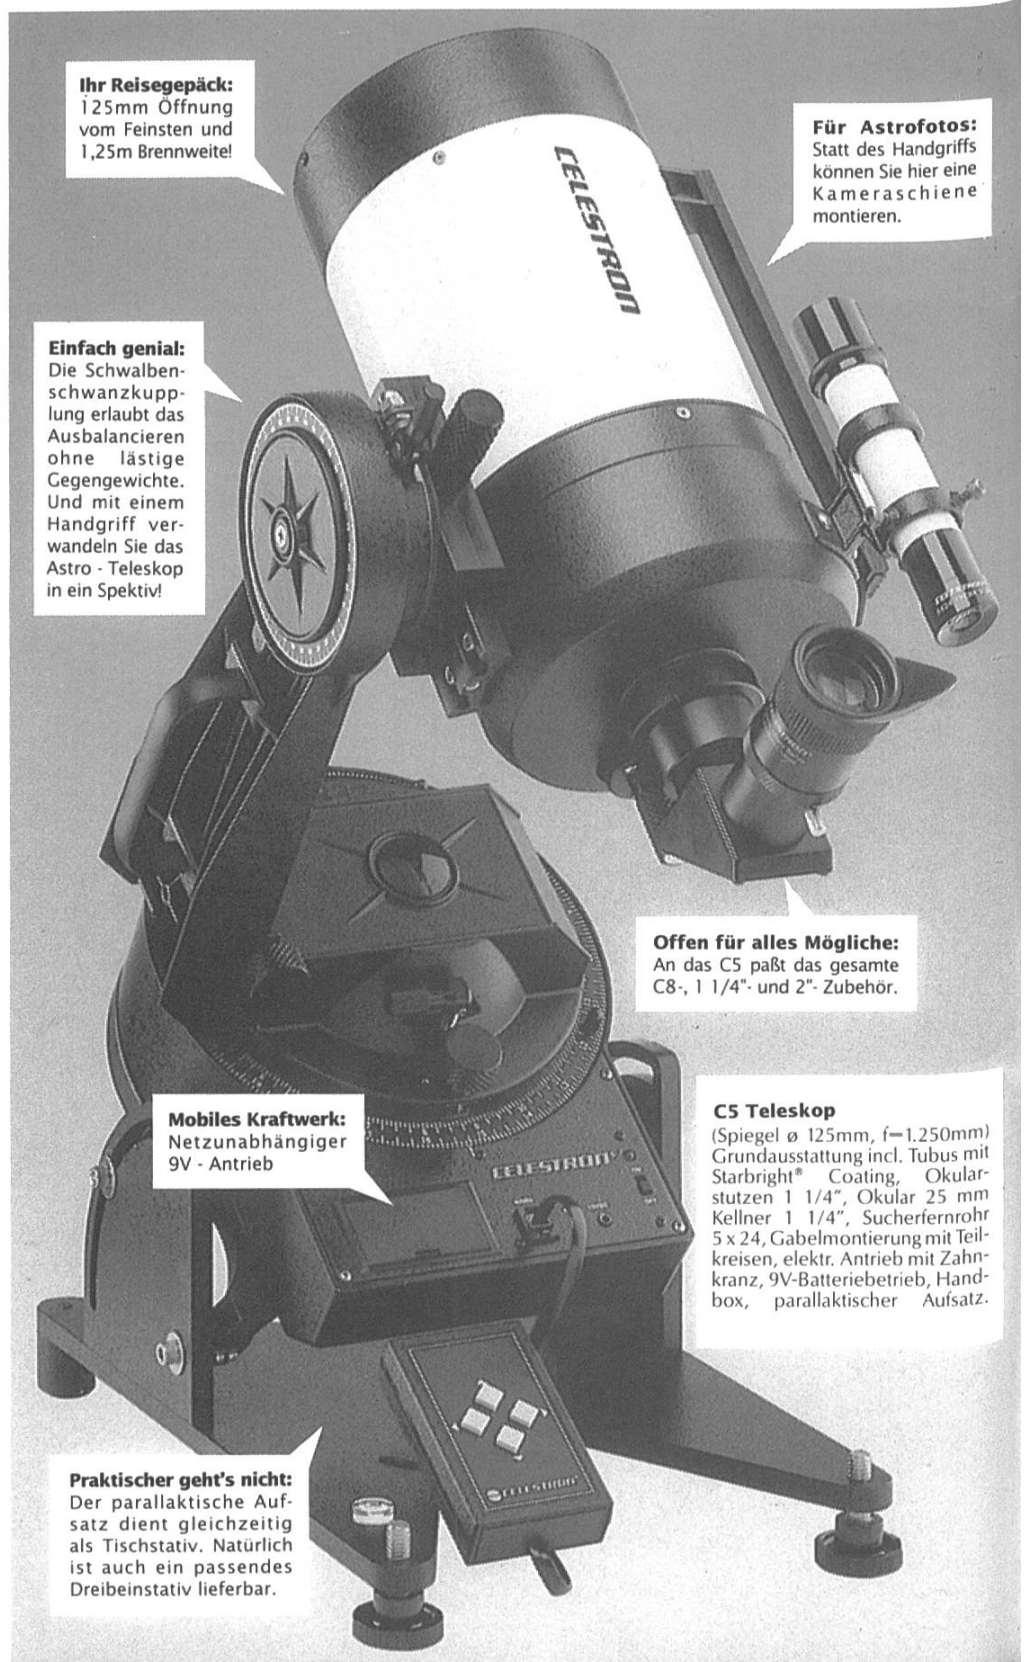 Ihr Reisegepäck:
125mm Öffnung
vom Feinsten und
1,25m Brennweite!
CELESTRON
Für Astrofotos:
Statt des Handgriffs
können Sie hier eine
Kameraschiene
montieren.
Einfach genial:
Die Schwalben-
schwanzkupp-
lung erlaubt das
Ausbalancieren
ohne lästige
Gegengewichte.
Und mit einem
Handgriff ver-
wandeln Sie das
Astro - Teleskop
in ein Spektiv!
Offen für alles Mögliche:
An das C5 paßt das gesamte
C8-, 1 1/4"- und 2"- Zubehör.
Mobiles Kraftwerk:
Netzunabhängiger
9V - Antrieb
CELESTRON
C5 Teleskop
(Spiegel ø 125mm, f=1.250mm)
Grundausstattung incl. Tubus mit
Starbright® Coating, Okular-
stutzen 1 1/4", Okular 25 mm
Kellner 1 1/4", Sucherfernrohr
5 x 24, Gabelmontierung mit Teil-
kreisen, elektr. Antrieb mit Zahn-
kranz, 9V-Batteriebetrieb, Hand-
box, parallaktischer Aufsatz.
CELESTRON
Praktischer geht's nicht:
Der parallaktische Auf-
satz dient gleichzeitig
als Tischstativ. Natürlich
ist auch ein passendes
Dreibeinstativ lieferbar.